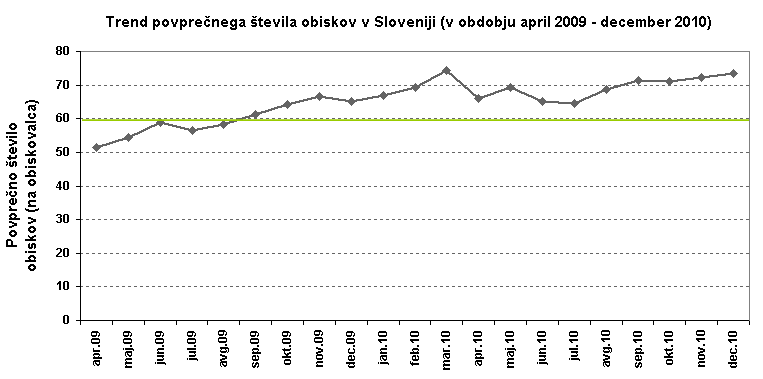 Trend povprečnega števila obiskov v Sloveniji (v obdobju april 2009 - december 2010)
Povprečno število
obiskov (na obiskovalca)
80
70
60
50
40
30
20
10
0
apr.09
maj.09
jun.09
jul.09
avg.09
sep.09
okt.09
nov.09
dec.09
jan.10
feb.10
mar.10
apr.10
maj.10
jun.10
jul.10
avg.10
sep.10
okt.10
nov.10
dec.10